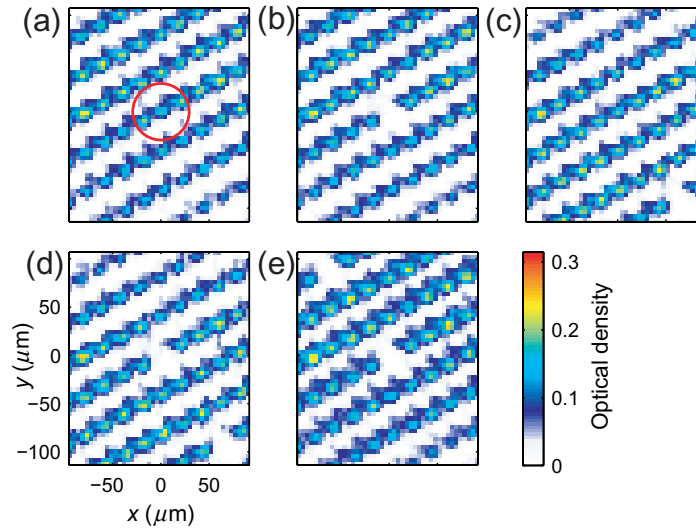 (a)
(b)
(c)
(d)
(e)
50
0
−50
−100
y (μm)
−50
0
50
x (μm)
0.3
0.2
0.1
0
Optical density